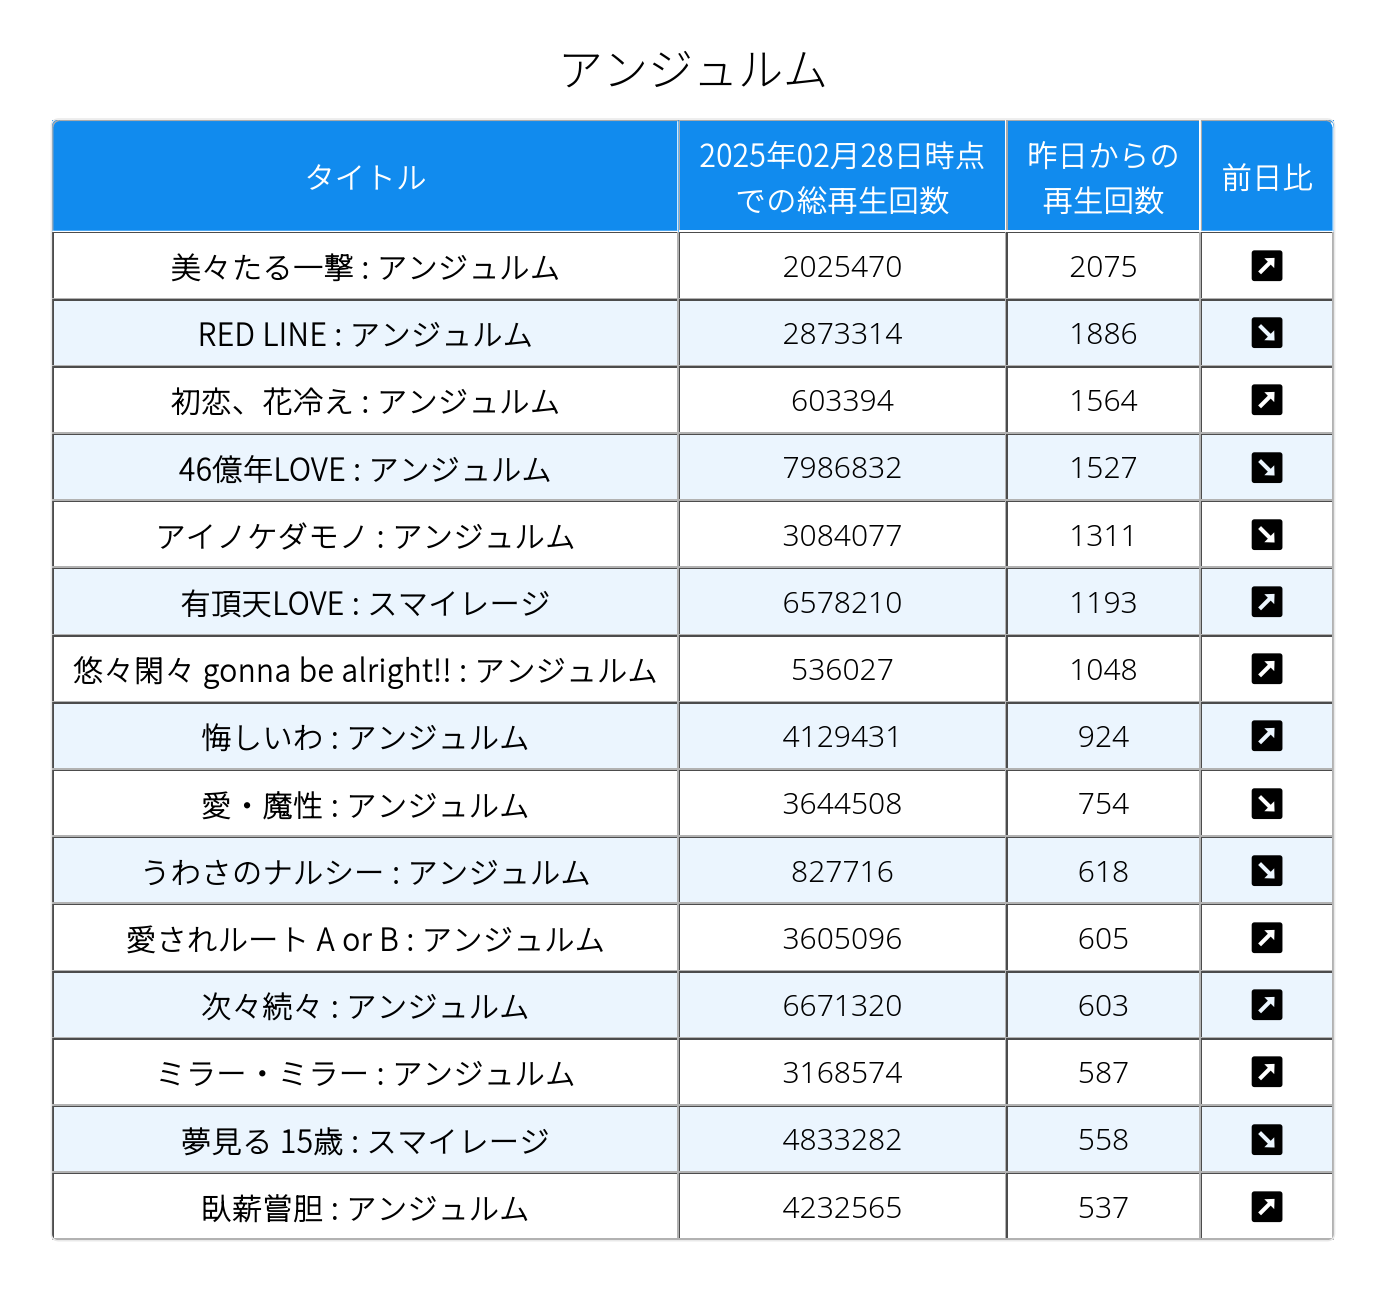 アンジュルム
タイトル 2025年02月28日時点での総再生回数 昨日からの再生回数 前日比
美々たる一撃 : アンジュルム 2025470 2075 ↗
RED LINE : アンジュルム 2873314 1886 ↘
初恋、花冷え : アンジュルム 603394 1564 ↗
46億年LOVE : アンジュルム 7986832 1527 ↘
アイノケダモノ : アンジュルム 3084077 1311 ↘
有頂天LOVE : スマイレージ 6578210 1193 ↗
悠々閑々 gonna be alright!! : アンジュルム 536027 1048 ↗
悔しいわ : アンジュルム 4129431 924 ↗
愛・魔性 : アンジュルム 3644508 754 ↘
うわさのナルシー : アンジュルム 827716 618 ↘
愛されルート A or B : アンジュルム 3605096 605 ↗
次々続々 : アンジュルム 6671320 603 ↗
ミラー・ミラー : アンジュルム 3168574 587 ↗
夢見る 15歳 : スマイレージ 4833282 558 ↘
臥薪嘗胆 : アンジュルム 4232565 537 ↗